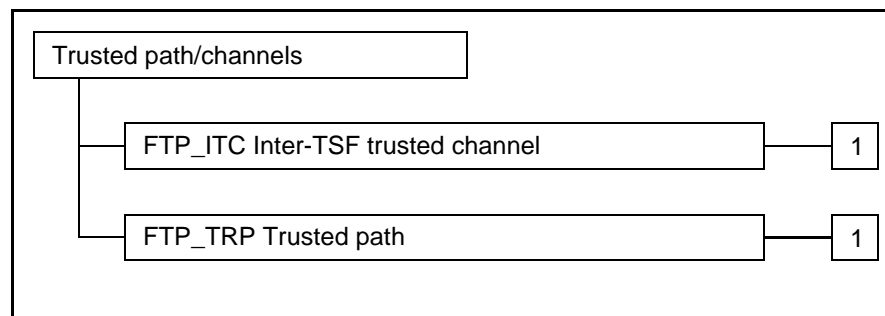 Trusted path/channels
FTP_ITC Inter-TSF trusted channel 1
FTP_TRP Trusted path 1